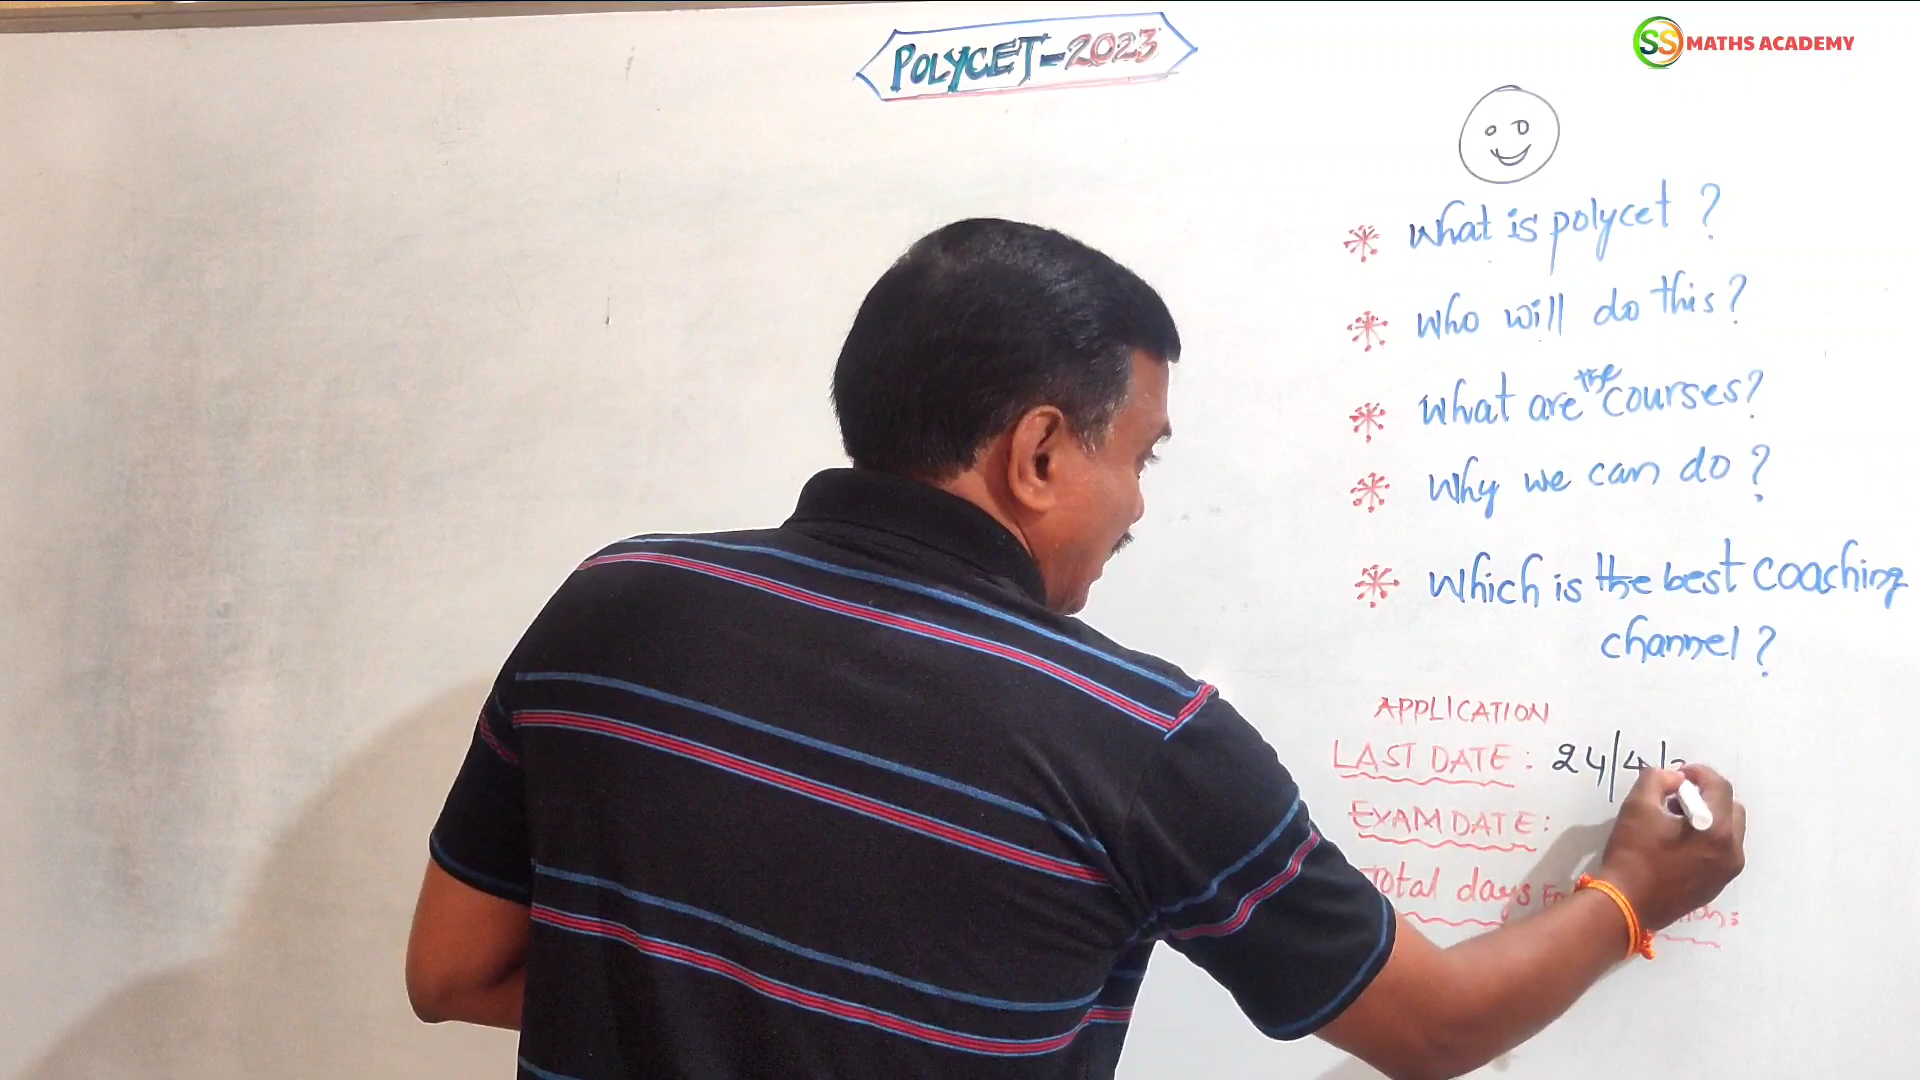 POLYCET-2023
SS MATHS ACADEMY
What is polycet ?
Who will do this?
What are the courses?
Why we can do ?
Which is the best coaching
channel ?
APPLICATION
LAST DATE : 24/4/
EXAM DATE :
Total days